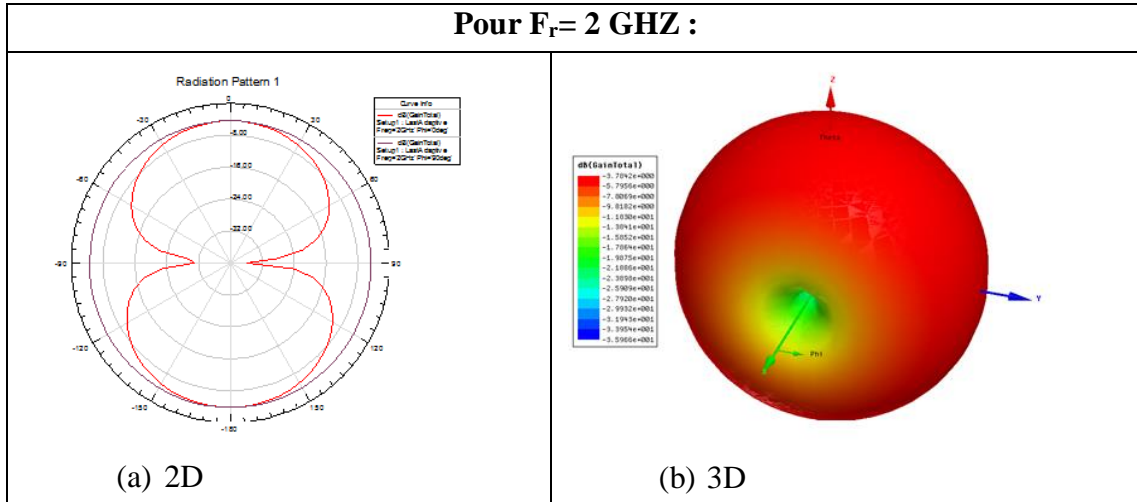 Pour Fr= 2 GHZ :
Radiation Pattern 1
0
-30
30
-60
60
-90
90
-120
120
-150
150
-180
-8.00
-16.00
-24.00
-32.00
Curve Info
dB(GainTotal)
Setup1 : LastAdaptive
Freq='2GHz' Phi='0deg'
dB(GainTotal)
Setup1 : LastAdaptive
Freq='2GHz' Phi='90deg'
(a) 2D
Z
Theta
dB(GainTotal)
-3.7842e+000
-5.7956e+000
-7.8069e+000
-9.8182e+000
-1.1830e+001
-1.3841e+001
-1.5852e+001
-1.7864e+001
-1.9875e+001
-2.1886e+001
-2.3898e+001
-2.5909e+001
-2.7920e+001
-2.9932e+001
-3.1943e+001
-3.3954e+001
-3.5966e+001
Y
Phi
(b) 3D